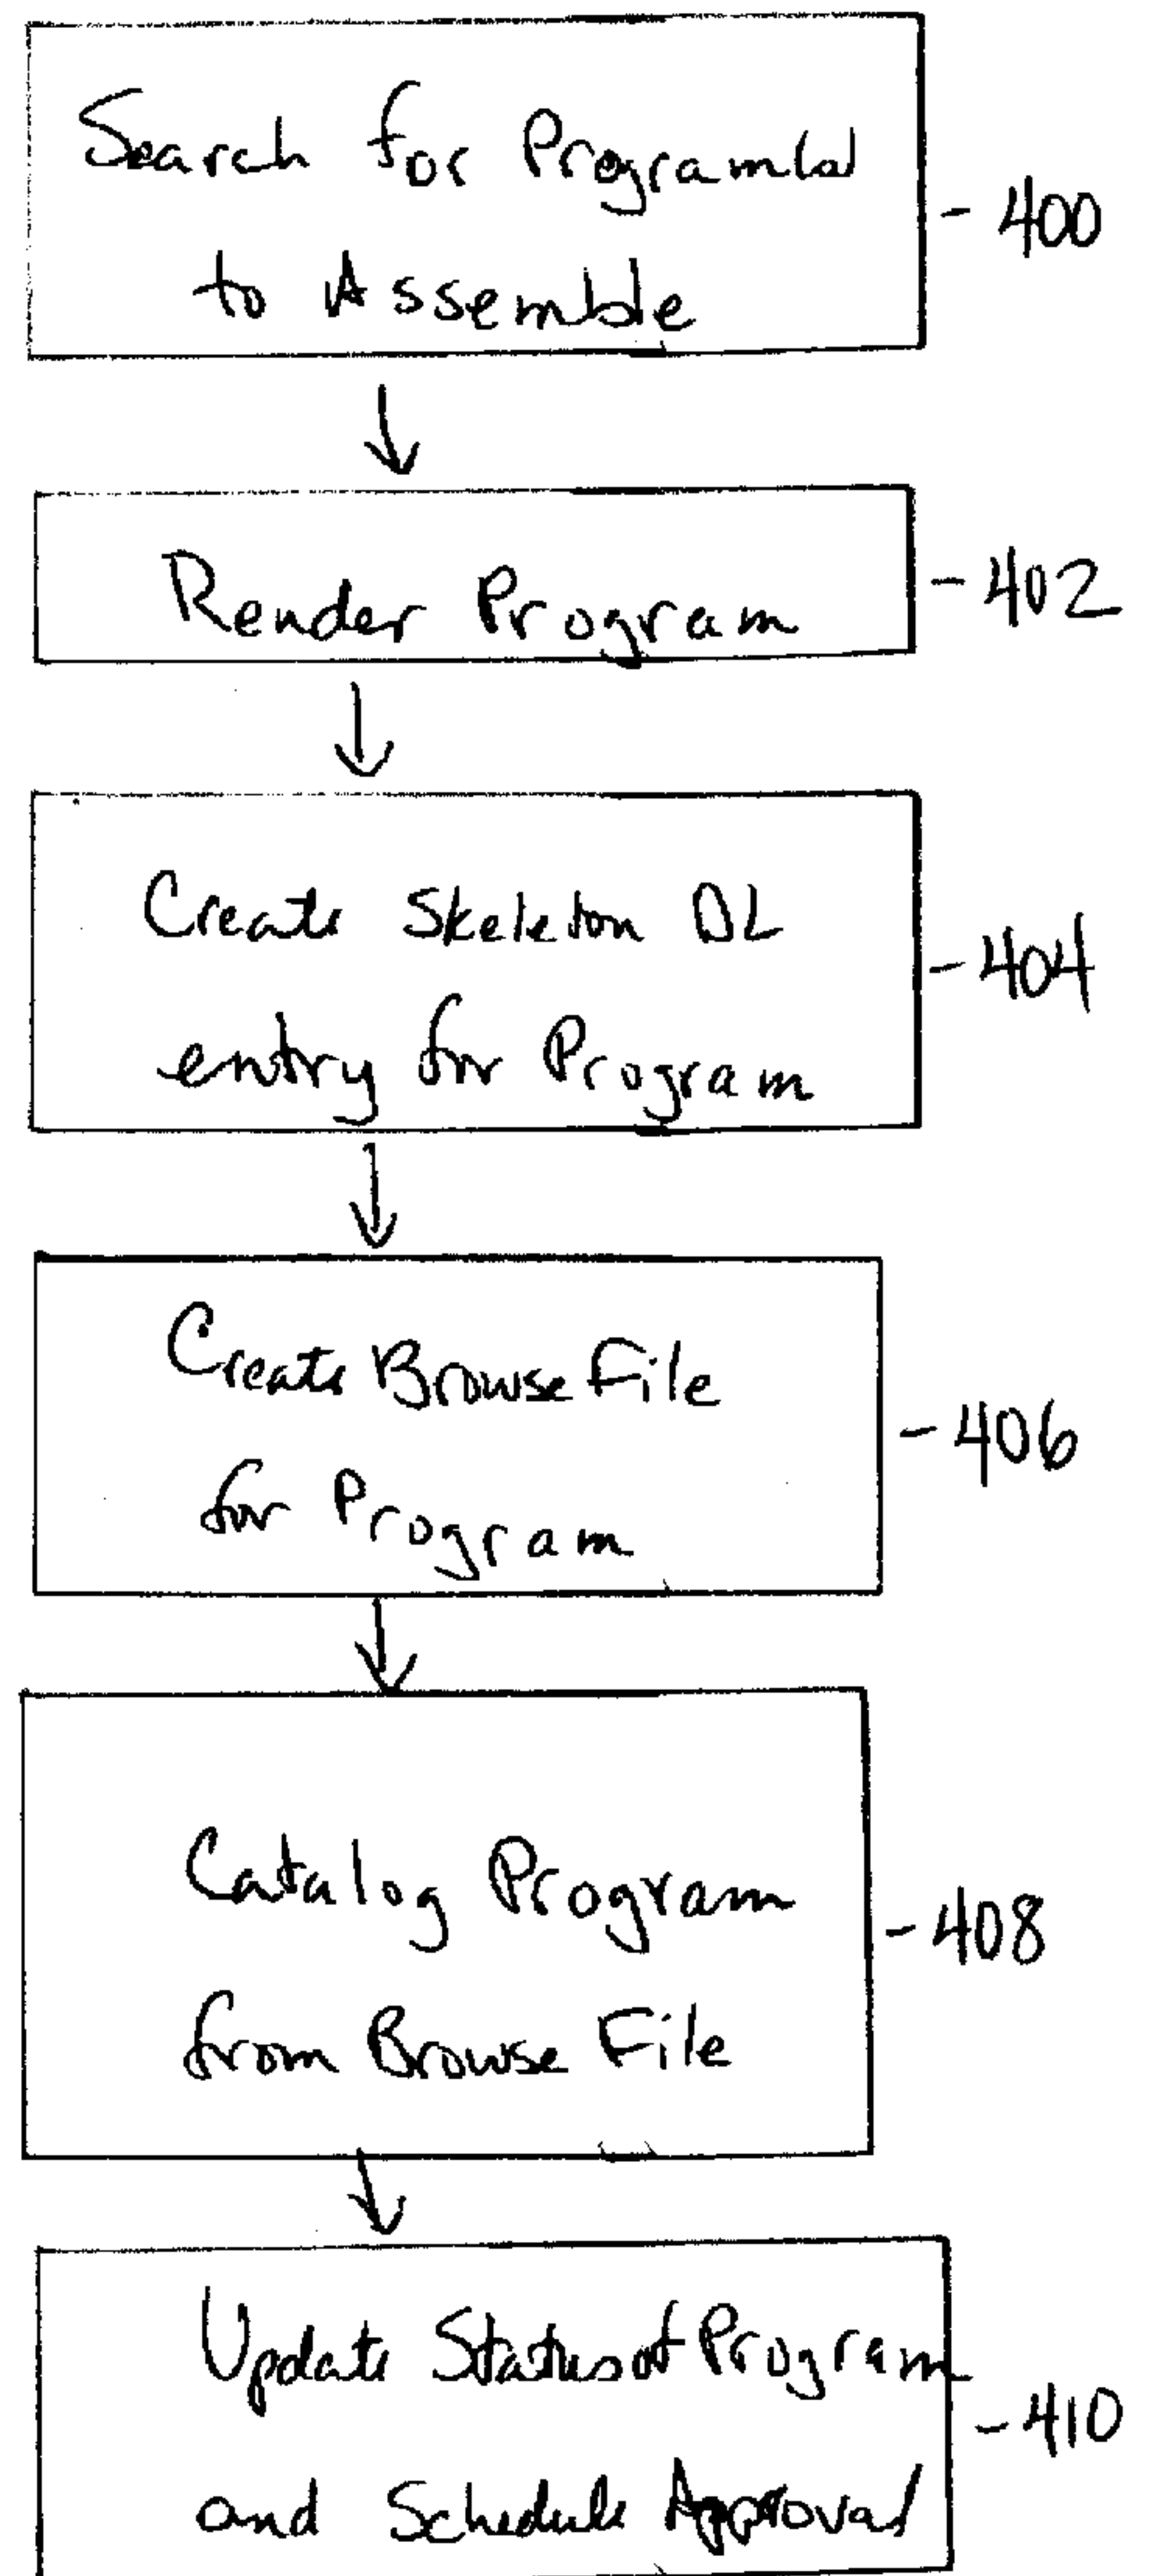 Search for Program(s)
to Assemble
- 400
Render Program
- 402
Create Skeleton DL
entry for Program
- 404
Create Browse File
for Program
- 406
Catalog Program
from Browse File
- 408
Update Status of Program
and Schedule Approval
- 410